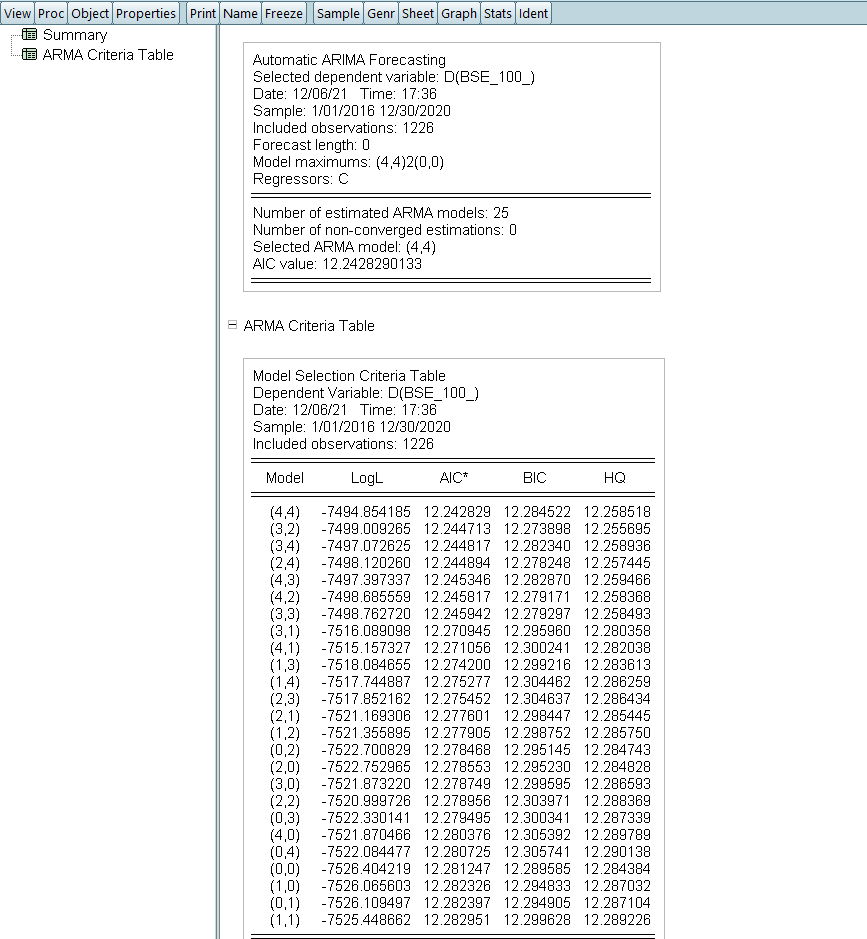 View Proc Object Properties Print Name Freeze Sample Genr Sheet Graph Stats Ident
Summary
ARMA Criteria Table
Automatic ARIMA Forecasting
Selected dependent variable: D(BSE_100_)
Date: 12/06/21 Time: 17:36
Sample: 1/01/2016 12/30/2020
Included observations: 1226
Forecast length: 0
Model maximums: (4,4)2(0,0)
Regressors: C
Number of estimated ARMA models: 25
Number of non-converged estimations: 0
Selected ARMA model: (4,4)
AIC value: 12.2428290133
ARMA Criteria Table
Model Selection Criteria Table
Dependent Variable: D(BSE_100_)
Date: 12/06/21 Time: 17:36
Sample: 1/01/2016 12/30/2020
Included observations: 1226
Model LogL AIC* BIC HQ
(4,4) -7494.854185 12.242829 12.284522 12.258518
(3,2) -7499.009265 12.244713 12.273898 12.255695
(3,4) -7497.072625 12.244817 12.282340 12.258936
(2,4) -7498.120260 12.244894 12.278248 12.257445
(4,3) -7497.397337 12.245346 12.282870 12.259466
(4,2) -7498.685559 12.245817 12.279171 12.258368
(3,3) -7498.762720 12.245942 12.279297 12.258493
(3,1) -7516.089098 12.270945 12.295960 12.280358
(4,1) -7515.157327 12.271056 12.300241 12.282038
(1,3) -7518.084655 12.274200 12.299216 12.283613
(1,4) -7517.744887 12.275277 12.304462 12.286259
(2,3) -7517.852162 12.275452 12.304637 12.286434
(2,1) -7521.169306 12.277601 12.298447 12.285445
(1,2) -7521.355895 12.277905 12.298752 12.285750
(0,2) -7522.700829 12.278468 12.295145 12.284743
(2,0) -7522.752965 12.278553 12.295230 12.284828
(3,0) -7521.873220 12.278749 12.299595 12.286593
(2,2) -7520.999726 12.278956 12.303971 12.288369
(0,3) -7522.330141 12.279495 12.300341 12.287339
(4,0) -7521.870466 12.280376 12.305392 12.289789
(0,4) -7522.084477 12.280725 12.305741 12.290138
(0,0) -7526.404219 12.281247 12.289585 12.284384
(1,0) -7526.065603 12.282326 12.294833 12.287032
(0,1) -7526.109497 12.282397 12.294905 12.287104
(1,1) -7525.448662 12.282951 12.299628 12.289226